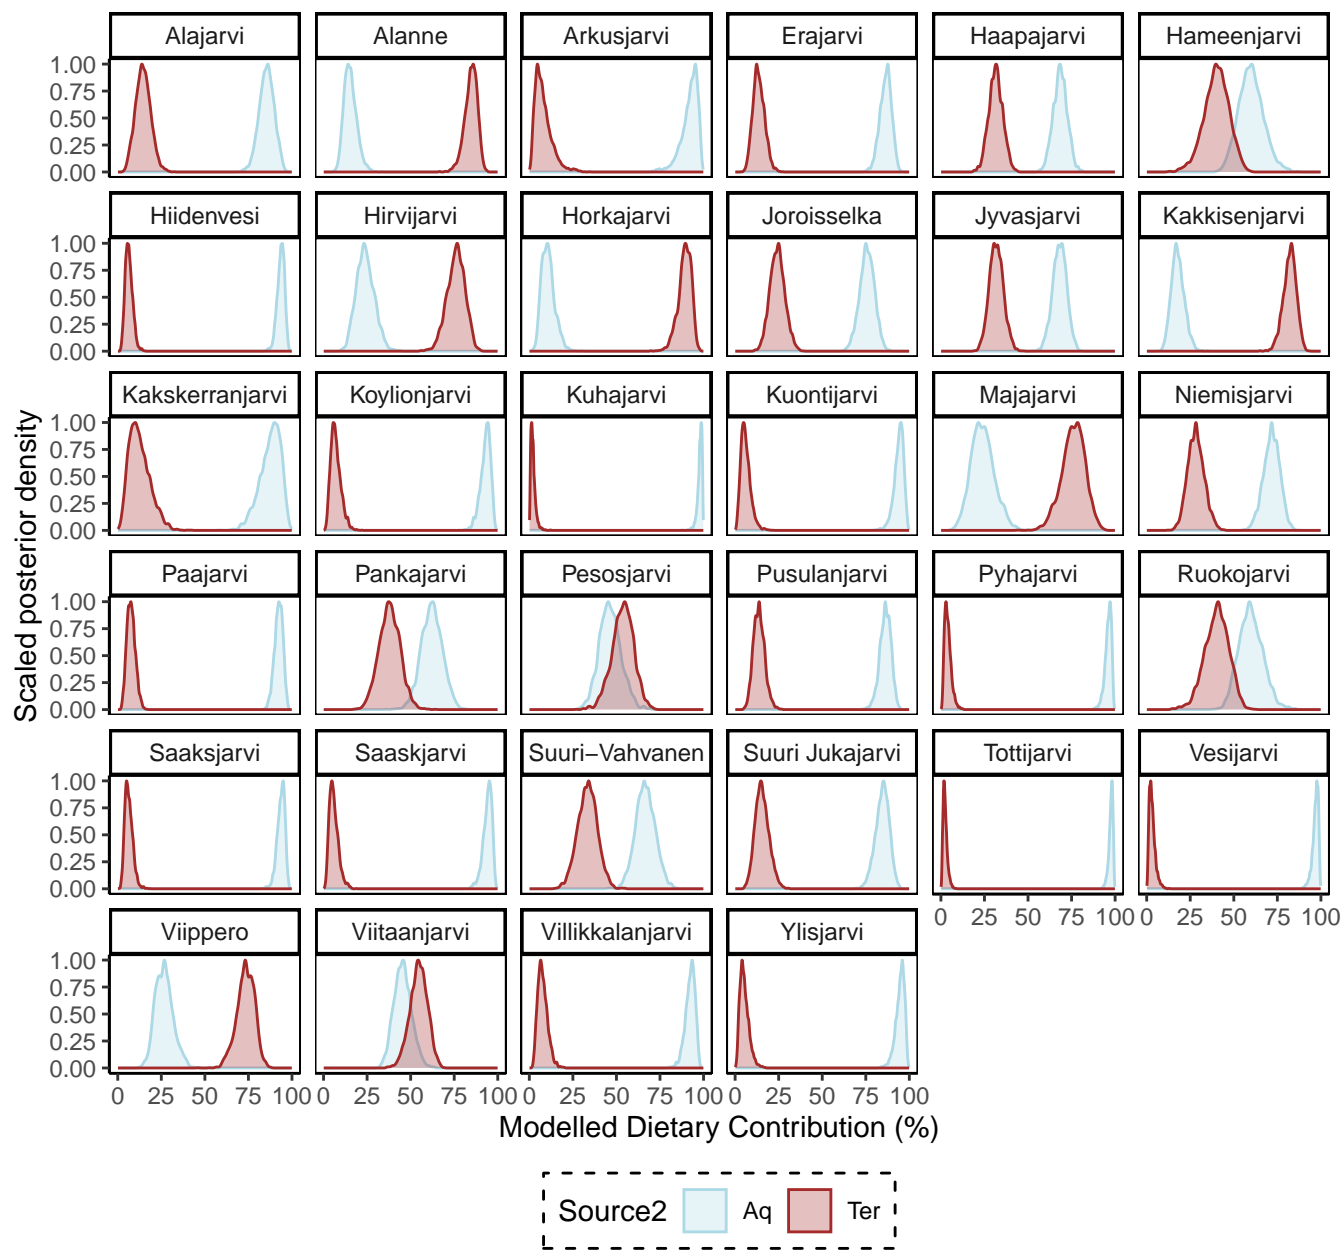 Alajarvi Alanne Arkusjarvi Erajarvi Haapajarvi Hameenjarvi
1.00
0.75
0.50
0.25
0.00
Hiidenvesi Hirvijarvi Horkajarvi Joroisselka Jyvasjarvi Kakkisenjarvi
1.00
0.75
0.50
0.25
0.00
Kakskerranjarvi Koylionjarvi Kuhajarvi Kuontijarvi Majajarvi Niemisjarvi
1.00
0.75
0.50
0.25
0.00
Scaled posterior density
Paajarvi Pankajarvi Pesosjarvi Pusulanjarvi Pyhajarvi Ruokojarvi
1.00
0.75
0.50
0.25
0.00
Saaksjarvi Saaskjarvi Suuri−Vahvanen Suuri Jukajarvi Tottijarvi Vesijarvi
1.00
0.75
0.50
0.25
0.00
0 25 50 75 100 0 25 50 75 100
Viippero Viitaanjarvi Villikkalanjarvi Ylisjarvi
1.00
0.75
0.50
0.25
0.00
0 25 50 75 100 0 25 50 75 100 0 25 50 75 100 0 25 50 75 100
Modelled Dietary Contribution (%)
Source2 Aq Ter